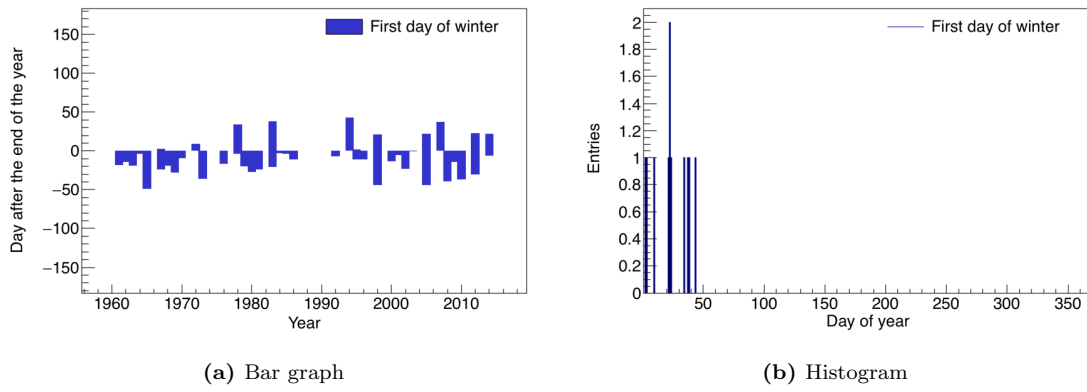 First day of winter
Day after the end of the year
150
100
50
0
−50
−100
−150
1960 1970 1980 1990 2000 2010
Year
(a) Bar graph
First day of winter
Entries
2
1.8
1.6
1.4
1.2
1
0.8
0.6
0.4
0.2
0
50 100 150 200 250 300 350
Day of year
(b) Histogram